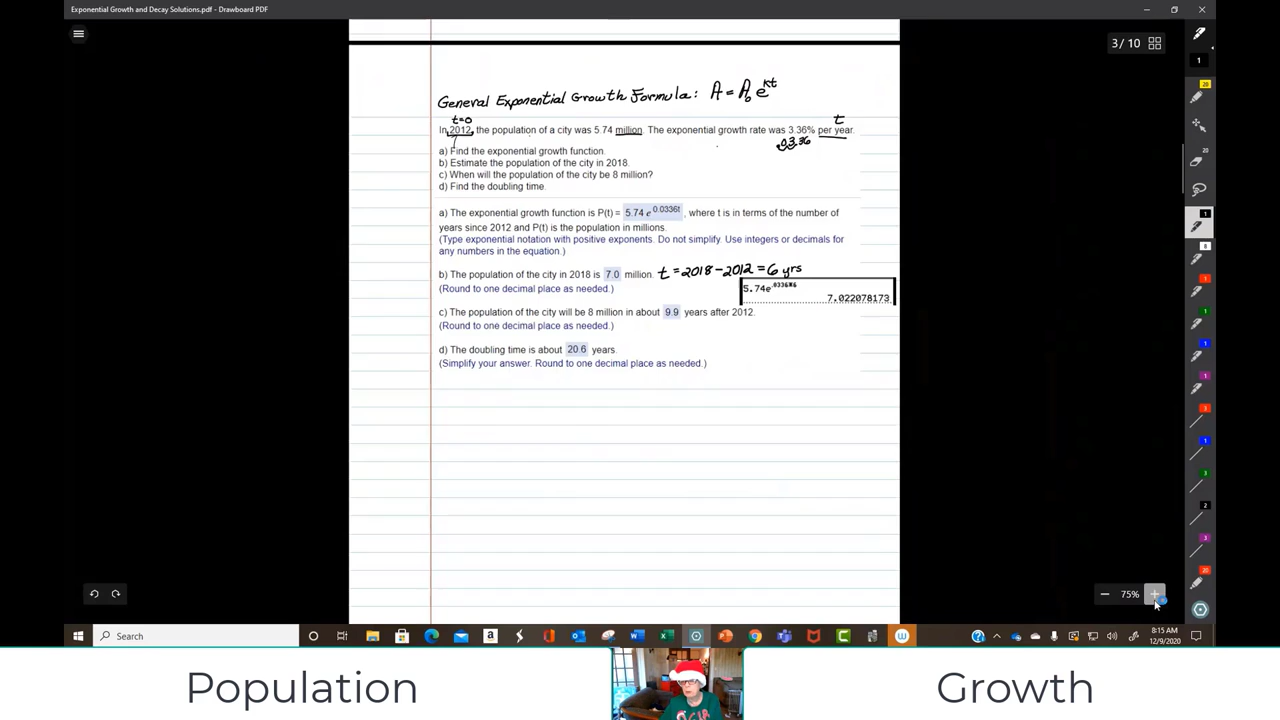 Exponential Growth and Decay Solutions.pdf - Drawboard PDF
3 / 10
General Exponential Growth Formula: A = A₀e^kt
t=0
t
In 2012, the population of a city was 5.74 million. The exponential growth rate was 3.36% per year.
.03.36
a) Find the exponential growth function.
b) Estimate the population of the city in 2018.
c) When will the population of the city be 8 million?
d) Find the doubling time.
a) The exponential growth function is P(t) = 5.74 e^0.0336t, where t is in terms of the number of
years since 2012 and P(t) is the population in millions.
(Type exponential notation with positive exponents. Do not simplify. Use integers or decimals for
any numbers in the equation.)
b) The population of the city in 2018 is 7.0 million. t = 2018 - 2012 = 6 yrs
(Round to one decimal place as needed.)
5.74e^.0336*6
7.022078173
c) The population of the city will be 8 million in about 9.9 years after 2012.
(Round to one decimal place as needed.)
d) The doubling time is about 20.6 years.
(Simplify your answer. Round to one decimal place as needed.)
75%
Search
8:15 AM
12/9/2020
Population
Growth